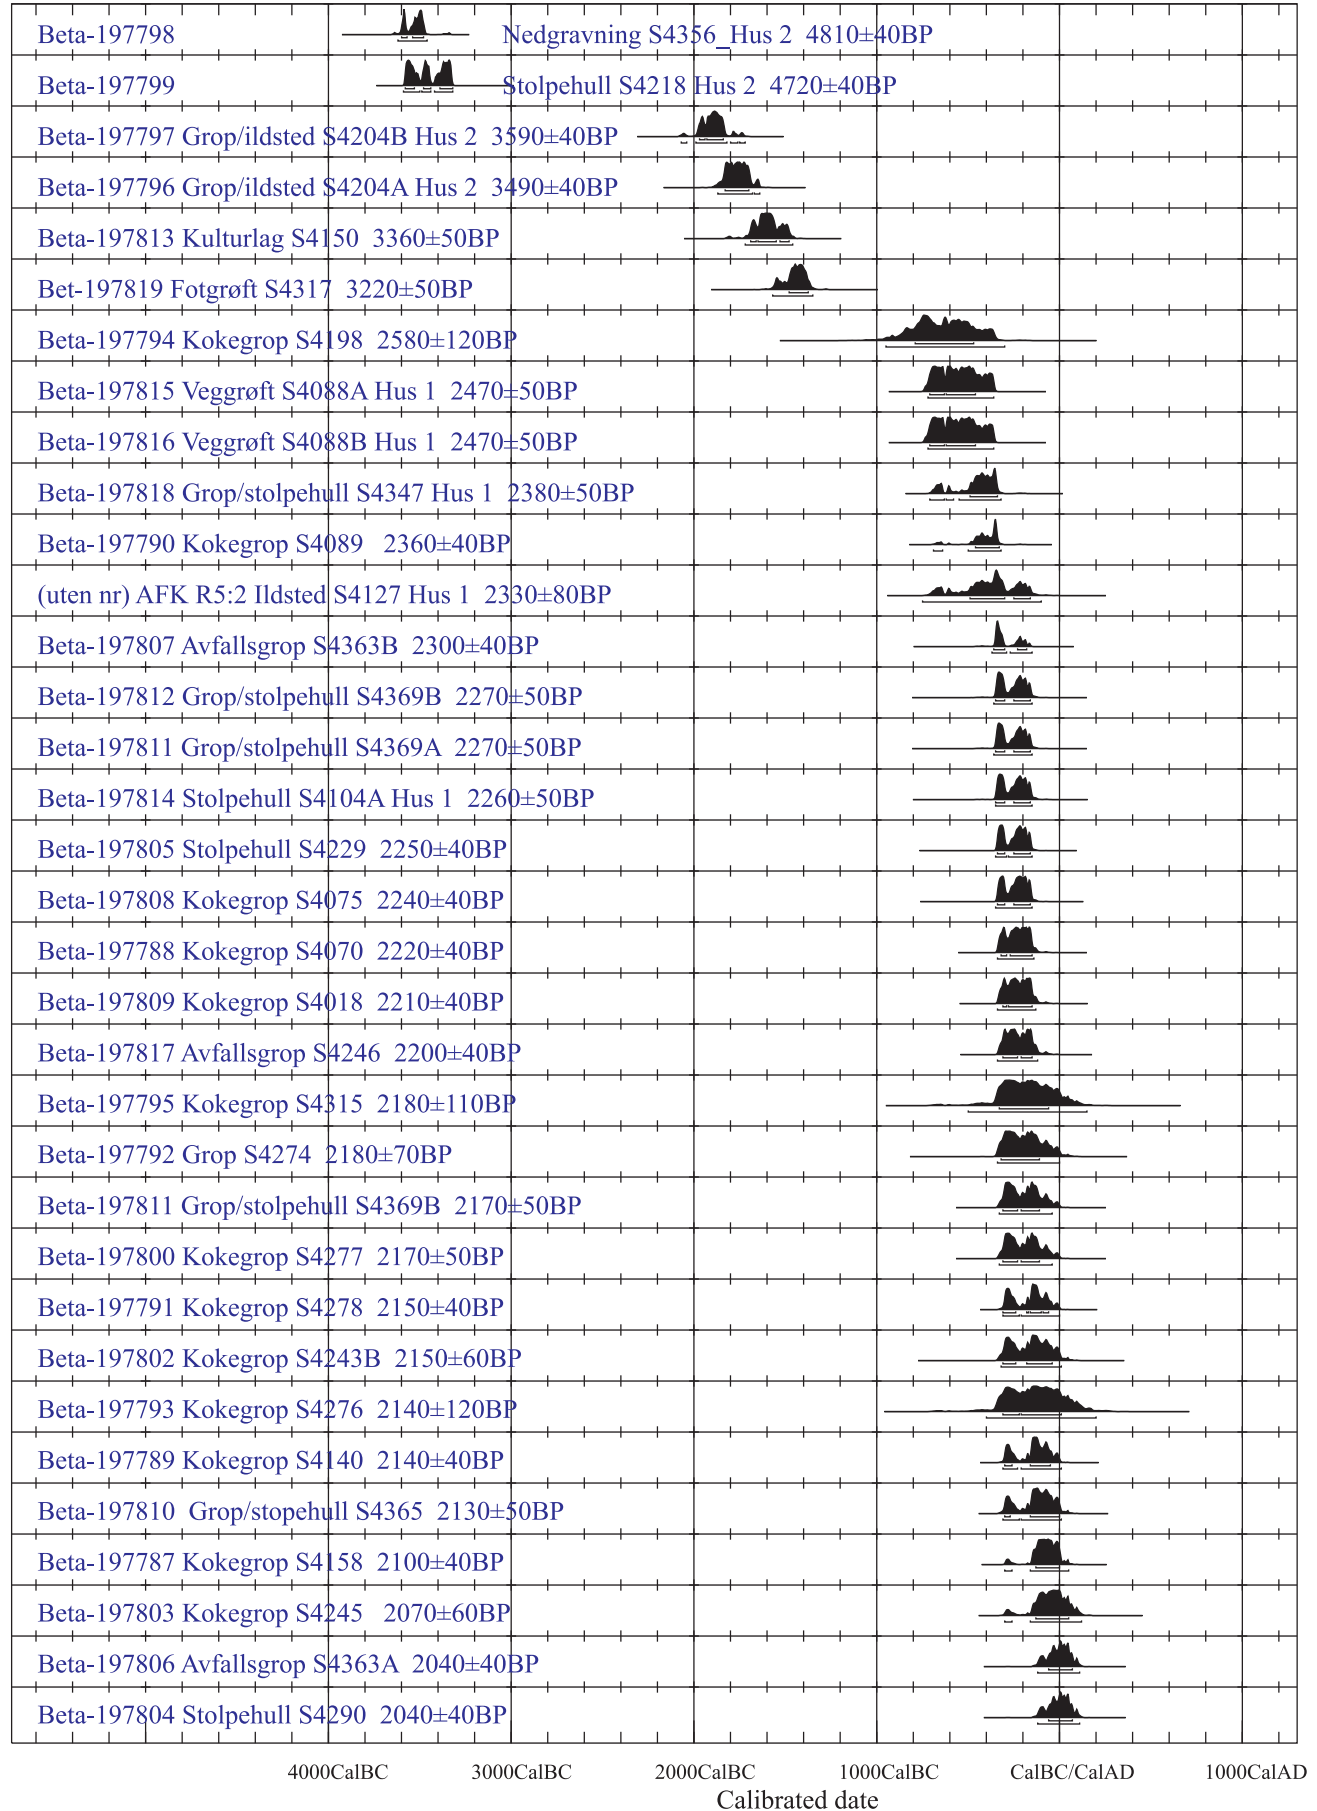 Beta-197798 Nedgravning S4356_Hus 2 4810±40BP
Beta-197799 Stolpehull S4218 Hus 2 4720±40BP
Beta-197797 Grop/ildsted S4204B Hus 2 3590±40BP
Beta-197796 Grop/ildsted S4204A Hus 2 3490±40BP
Beta-197813 Kulturlag S4150 3360±50BP
Bet-197819 Fotgrøft S4317 3220±50BP
Beta-197794 Kokegrop S4198 2580±120BP
Beta-197815 Veggrøft S4088A Hus 1 2470±50BP
Beta-197816 Veggrøft S4088B Hus 1 2470±50BP
Beta-197818 Grop/stolpehull S4347 Hus 1 2380±50BP
Beta-197790 Kokegrop S4089 2360±40BP
(uten nr) AFK R5:2 Ildsted S4127 Hus 1 2330±80BP
Beta-197807 Avfallsgrop S4363B 2300±40BP
Beta-197812 Grop/stolpehull S4369B 2270±50BP
Beta-197811 Grop/stolpehull S4369A 2270±50BP
Beta-197814 Stolpehull S4104A Hus 1 2260±50BP
Beta-197805 Stolpehull S4229 2250±40BP
Beta-197808 Kokegrop S4075 2240±40BP
Beta-197788 Kokegrop S4070 2220±40BP
Beta-197809 Kokegrop S4018 2210±40BP
Beta-197817 Avfallsgrop S4246 2200±40BP
Beta-197795 Kokegrop S4315 2180±110BP
Beta-197792 Grop S4274 2180±70BP
Beta-197811 Grop/stolpehull S4369B 2170±50BP
Beta-197800 Kokegrop S4277 2170±50BP
Beta-197791 Kokegrop S4278 2150±40BP
Beta-197802 Kokegrop S4243B 2150±60BP
Beta-197793 Kokegrop S4276 2140±120BP
Beta-197789 Kokegrop S4140 2140±40BP
Beta-197810 Grop/stopehull S4365 2130±50BP
Beta-197787 Kokegrop S4158 2100±40BP
Beta-197803 Kokegrop S4245 2070±60BP
Beta-197806 Avfallsgrop S4363A 2040±40BP
Beta-197804 Stolpehull S4290 2040±40BP
4000CalBC 3000CalBC 2000CalBC 1000CalBC CalBC/CalAD 1000CalAD
Calibrated date